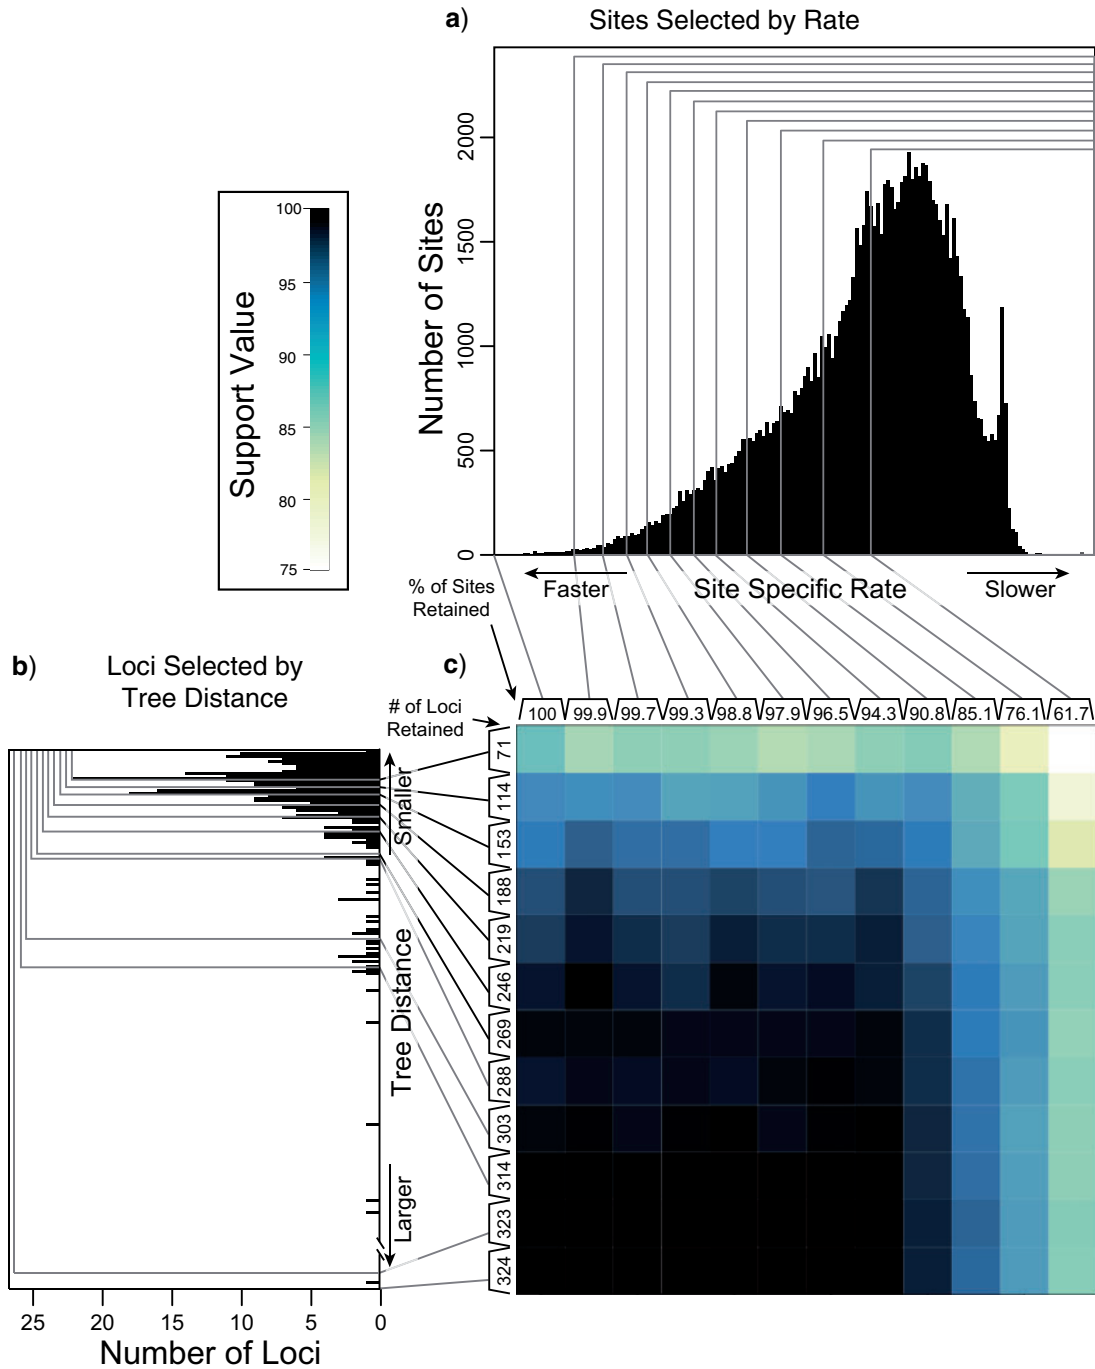 a) Sites Selected by Rate
Number of Sites
0
500
1000
1500
2000
Faster
Site Specific Rate
Slower
Support Value
100
95
90
85
80
75
b) Loci Selected by
Tree Distance
Smaller
Tree Distance
Larger
25 20 15 10 5 0
Number of Loci
c)
% of Sites
Retained
# of Loci
Retained
100 99.9 99.7 99.3 98.8 97.9 96.5 94.3 90.8 85.1 76.1 61.7
71
114
153
188
219
246
269
288
303
314
323
324